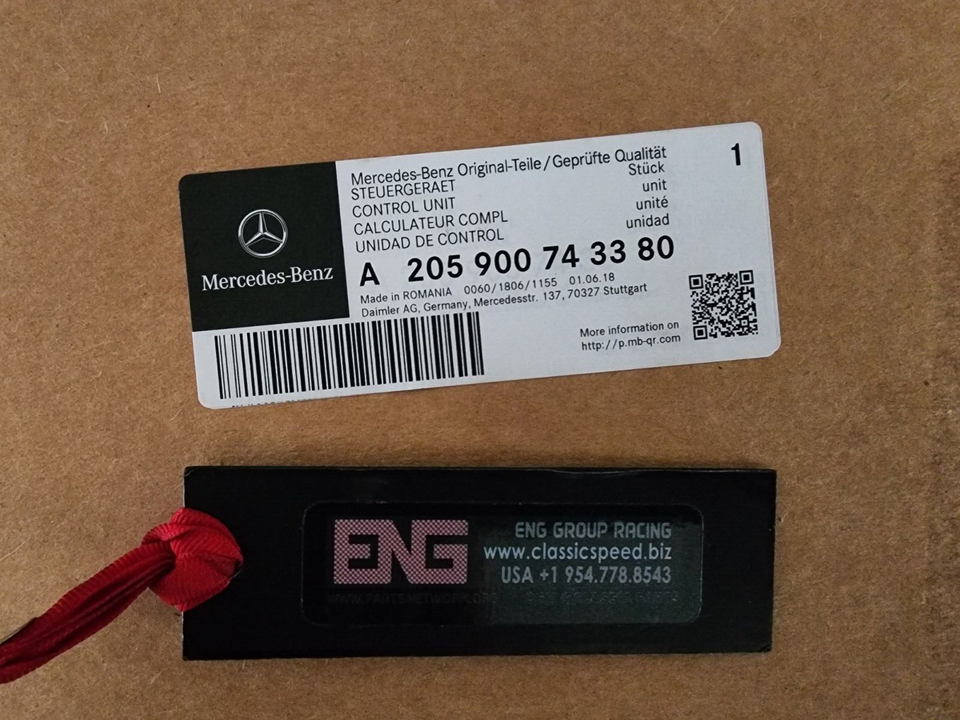 Mercedes-Benz Original-Teile/Geprüfte Qualität
1
STEUERGERAET Stück
CONTROL UNIT unit
CALCULATEUR COMPL unité
UNIDAD DE CONTROL unidad
A 205 900 74 33 80
Made in ROMANIA 0060/1806/1155 01.06.18
Daimler AG, Germany, Mercedesstr. 137, 70327 Stuttgart
Mercedes-Benz
More information on
http://p.mb-qr.com
ENG
ENG GROUP RACING
www.classicspeed.biz
USA +1 954.778.8543